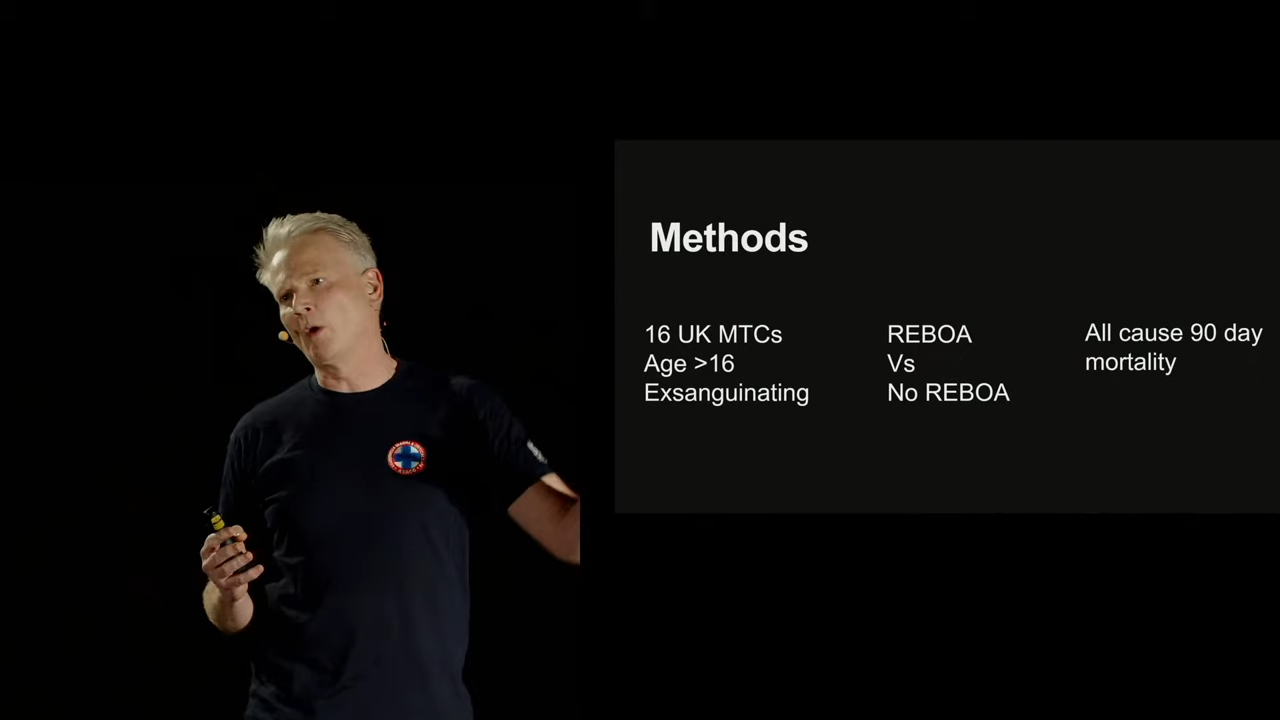 Methods
16 UK MTCs
Age >16
Exsanguinating
REBOA
Vs
No REBOA
All cause 90 day
mortality